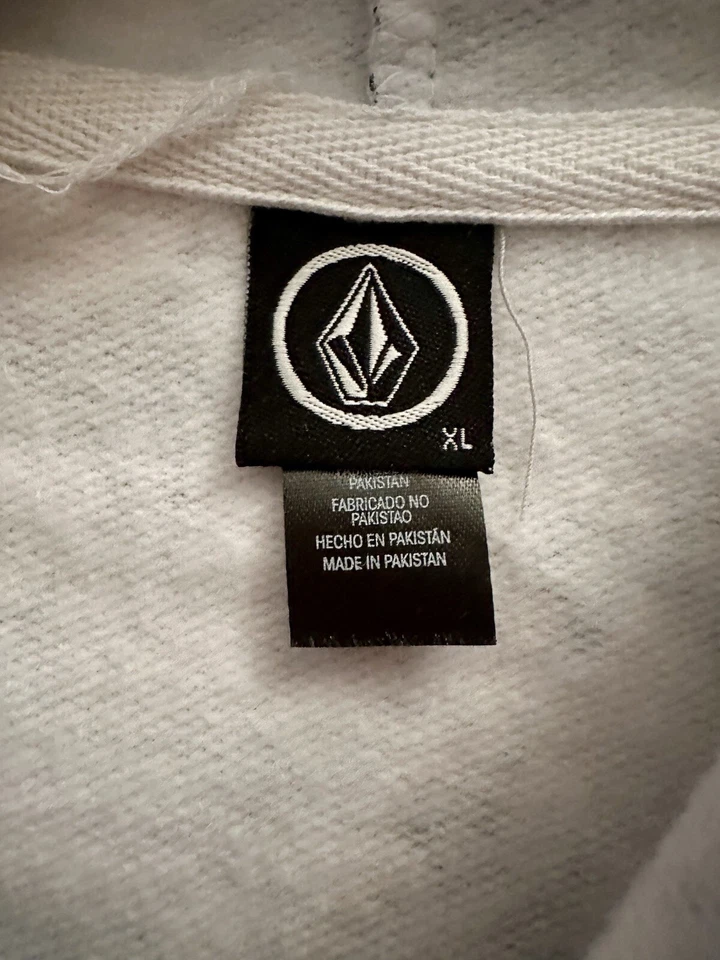 XL
PAKISTAN
FABRICADO NO
PAKISTAO
HECHO EN PAKISTÁN
MADE IN PAKISTAN